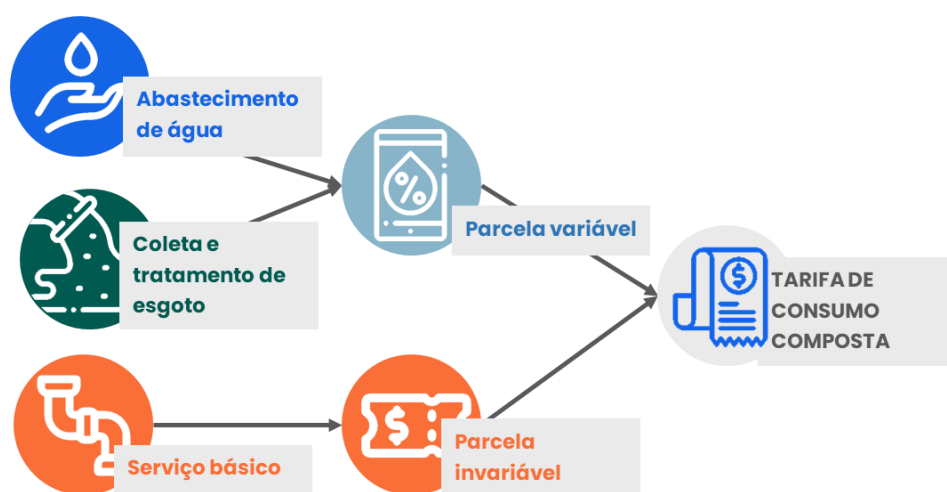 Abastecimento
de água
Coleta e
tratamento de
esgoto
Parcela variável
TARIFA DE
CONSUMO
COMPOSTA
Serviço básico
Parcela
invariável